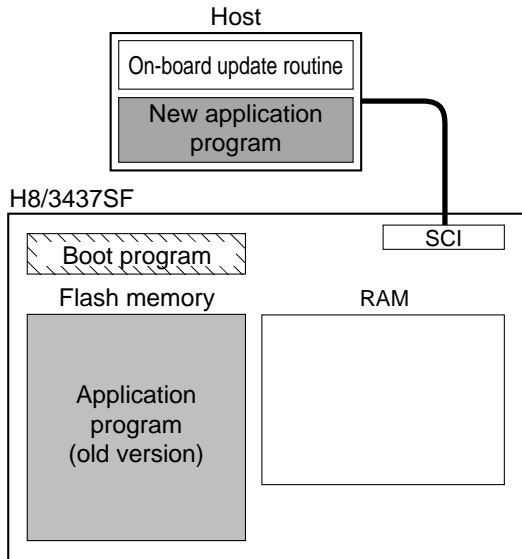 Host
On-board update routine
New application
program
H8/3437SF
SCI
Boot program
Flash memory
RAM
Application
program
(old version)